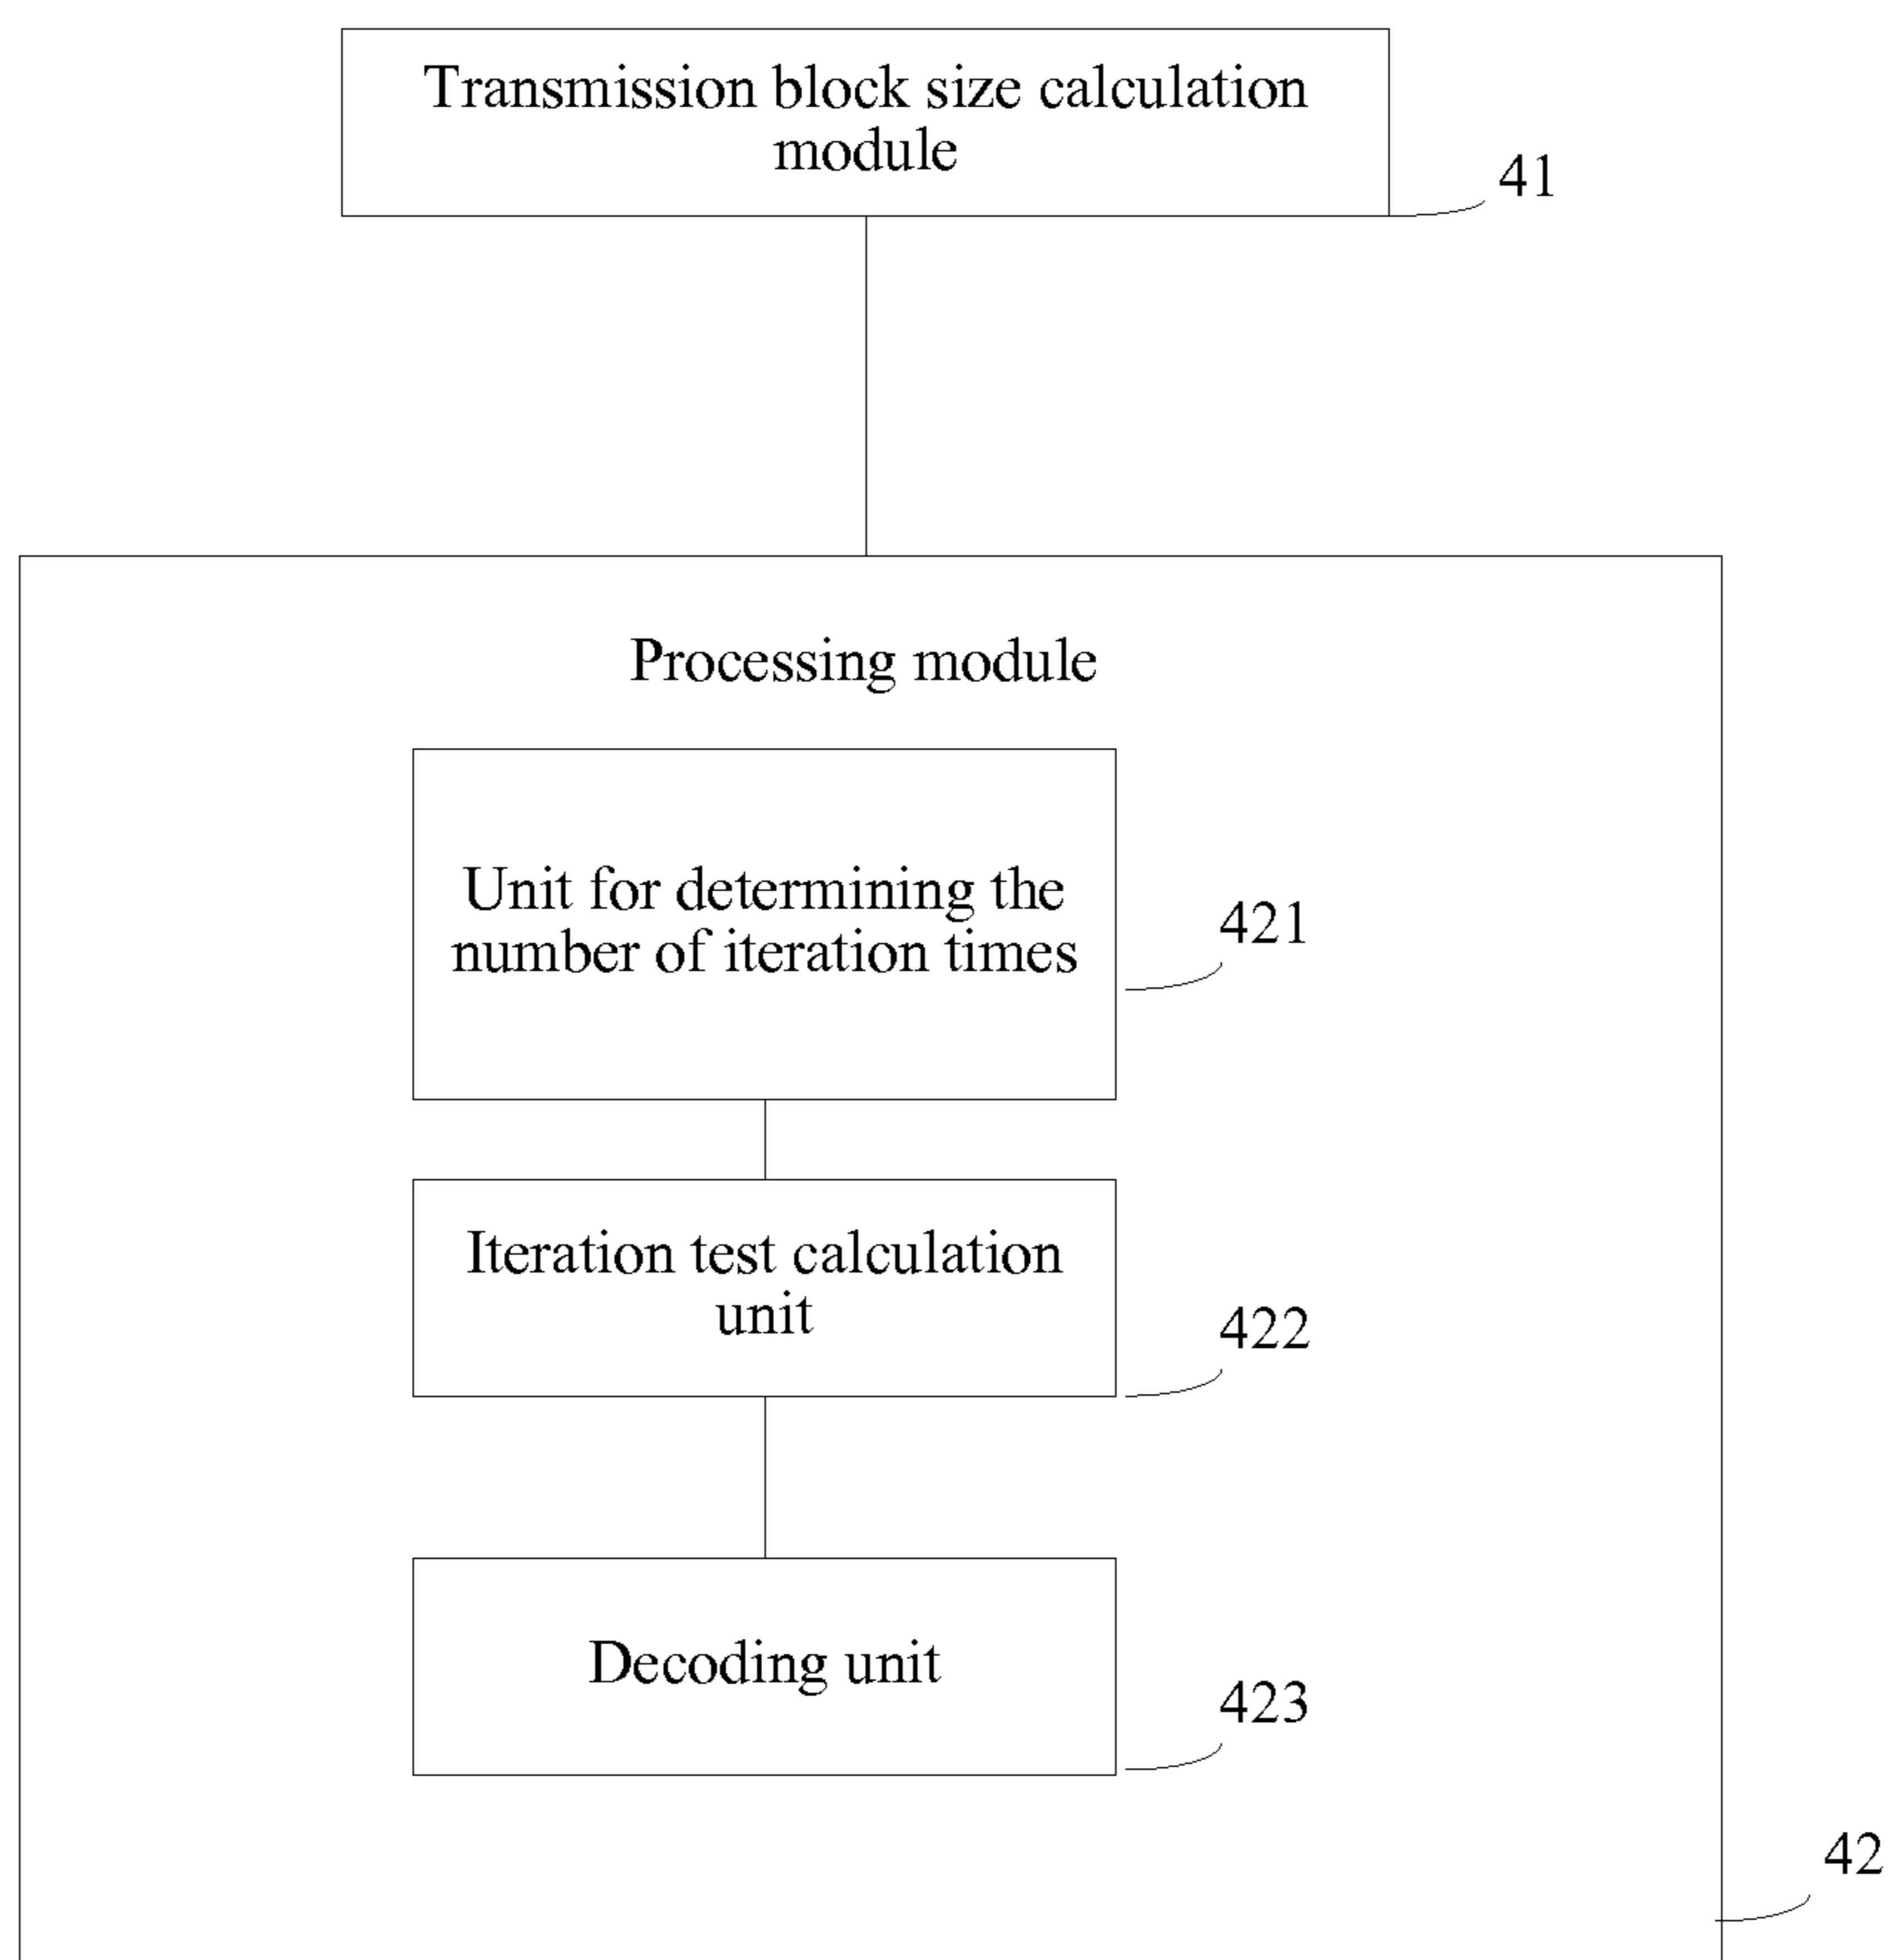 Transmission block size calculation
module
41
Processing module
Unit for determining the
number of iteration times
421
Iteration test calculation
unit
422
Decoding unit
423
42